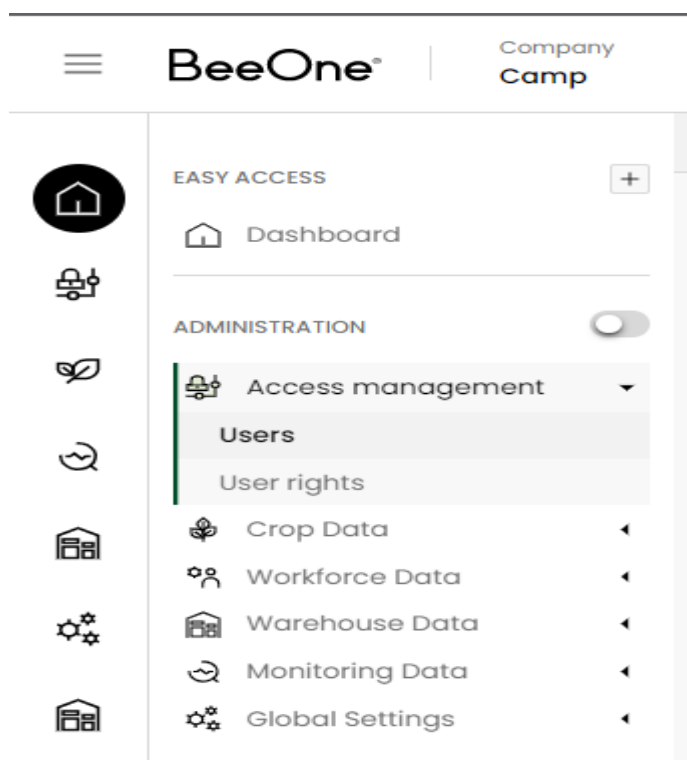 BeeOne®
Company
Camp
EASY ACCESS
Dashboard
ADMINISTRATION
Access management
Users
User rights
Crop Data
Workforce Data
Warehouse Data
Monitoring Data
Global Settings